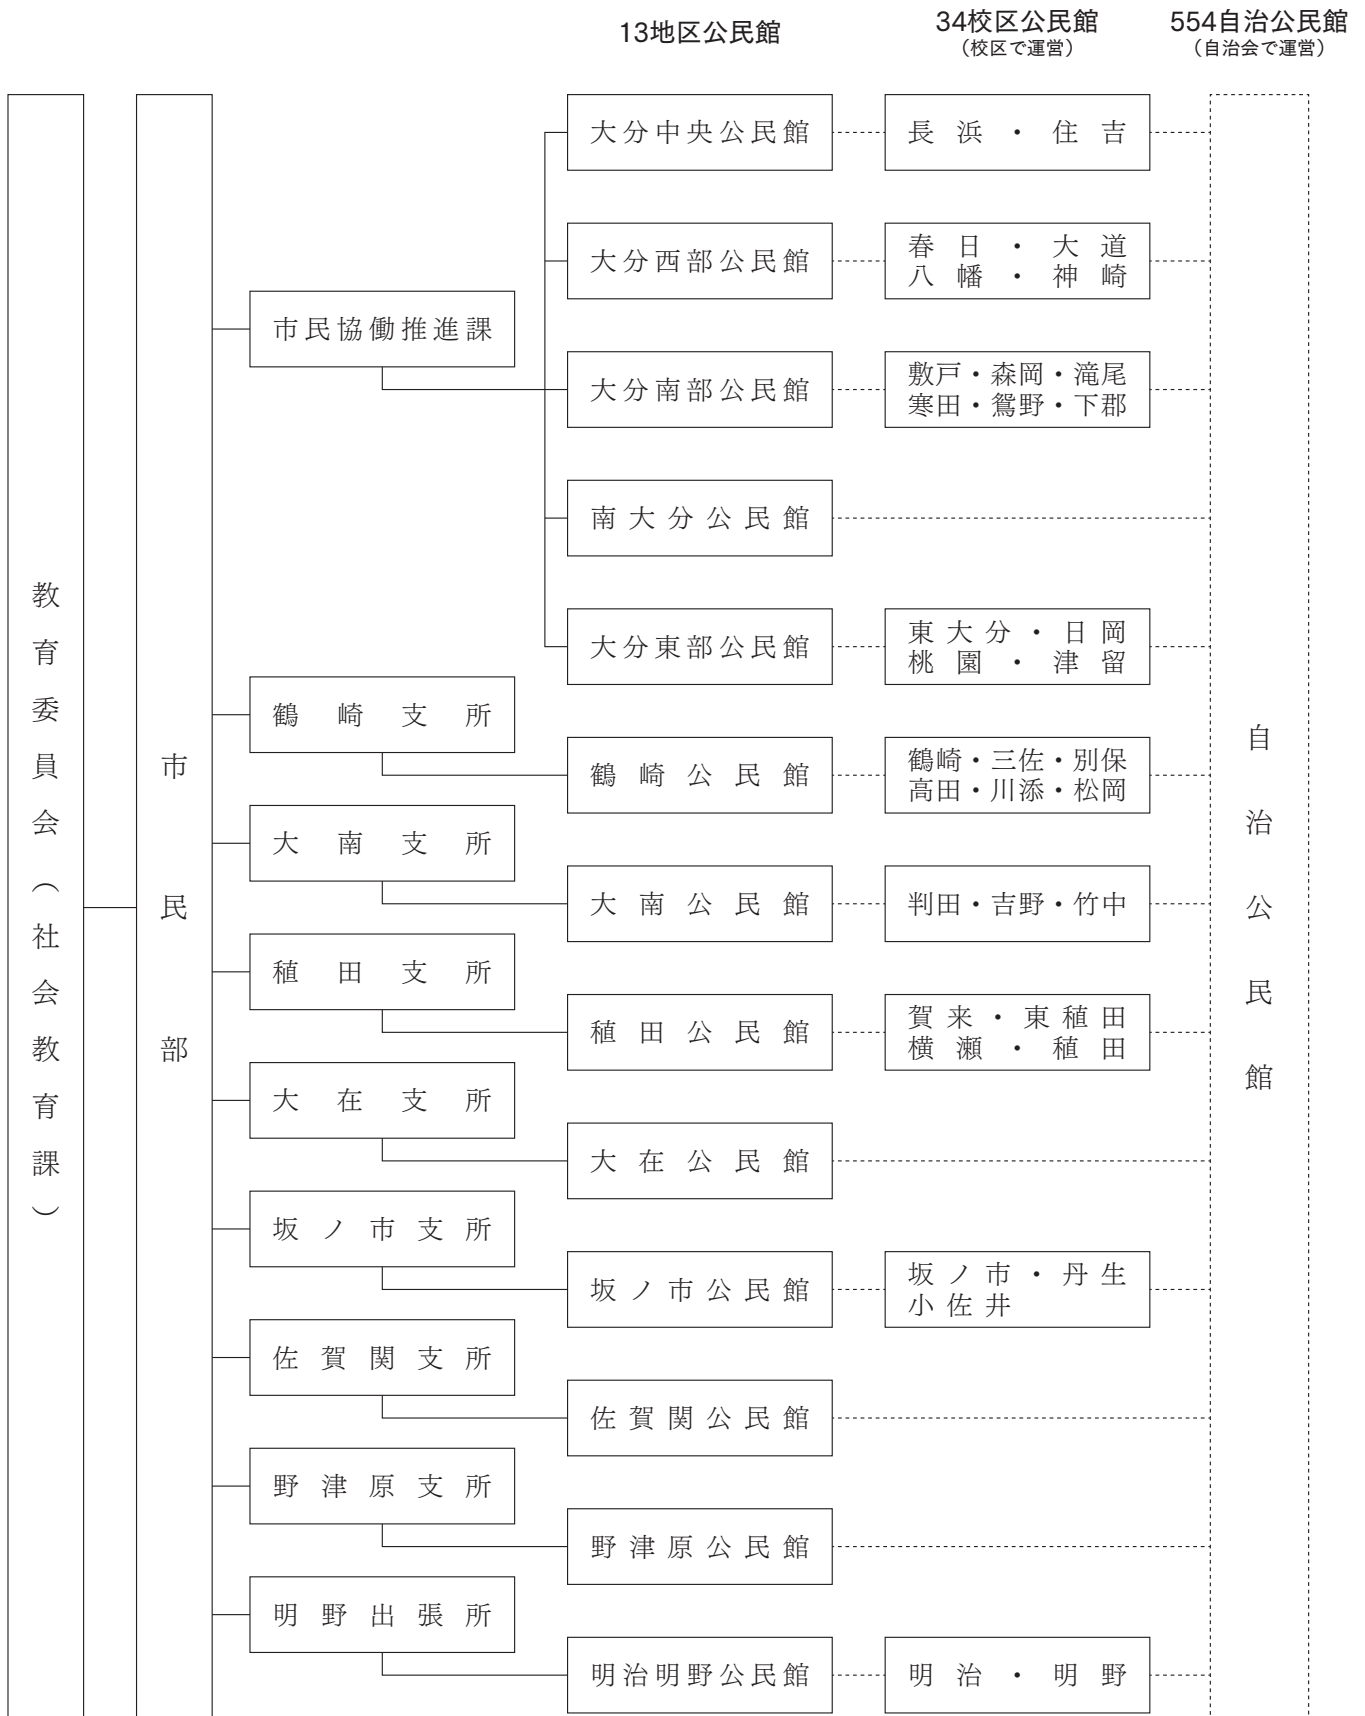 13地区公民館
34校区公民館
（校区で運営）
554自治公民館
（自治会で運営）
教育委員会（社会教育課）
市民部
市民協働推進課
大分中央公民館
長浜・住吉
大分西部公民館
春日・大道
八幡・神崎
大分南部公民館
敷戸・森岡・滝尾
寒田・鴛野・下郡
南大分公民館
大分東部公民館
東大分・日岡
桃園・津留
鶴崎支所
鶴崎公民館
鶴崎・三佐・別保
高田・川添・松岡
大南支所
大南公民館
判田・吉野・竹中
稙田支所
稙田公民館
賀来・東稙田
横瀬・稙田
大在支所
大在公民館
坂ノ市支所
坂ノ市公民館
坂ノ市・丹生
小佐井
佐賀関支所
佐賀関公民館
野津原支所
野津原公民館
明野出張所
明治明野公民館
明治・明野
自治公民館